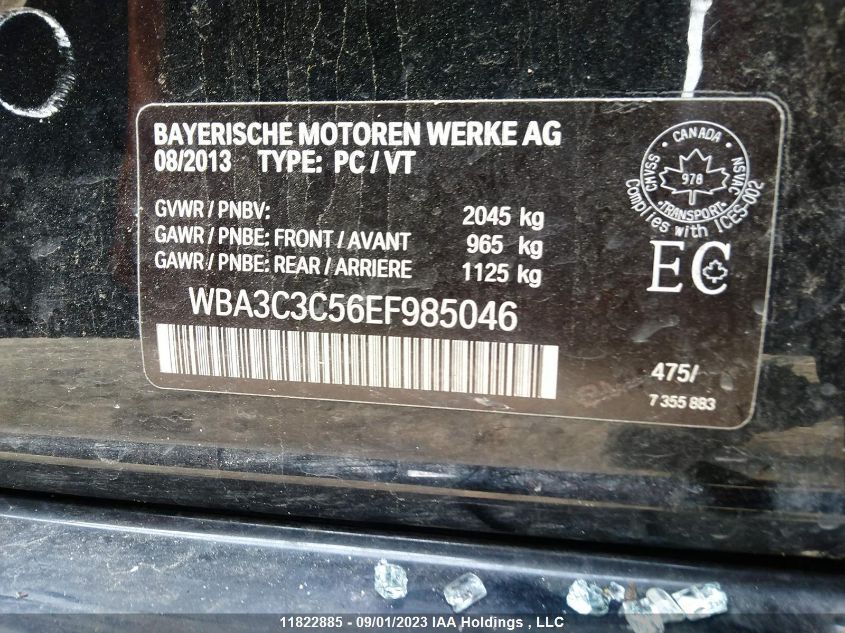 BAYERISCHE MOTOREN WERKE AG
08/2013 TYPE: PC / VT
GVWR / PNBV: 2045 kg
GAWR / PNBE: FRONT / AVANT 965 kg
GAWR / PNBE: REAR / ARRIERE 1125 kg
WBA3C3C56EF985046
CANADA
CMVSS
978
NSVAC
TRANSPORT
Complies with ICES-002
EC
475/
7 355 883
11822885 - 09/01/2023 IAA Holdings , LLC